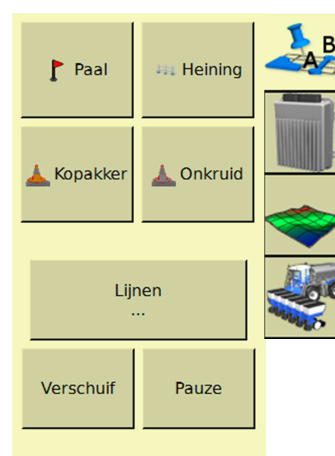 Paal
Heining
A B
Kopakker
Onkruid
Lijnen
...
Verschuif
Pauze